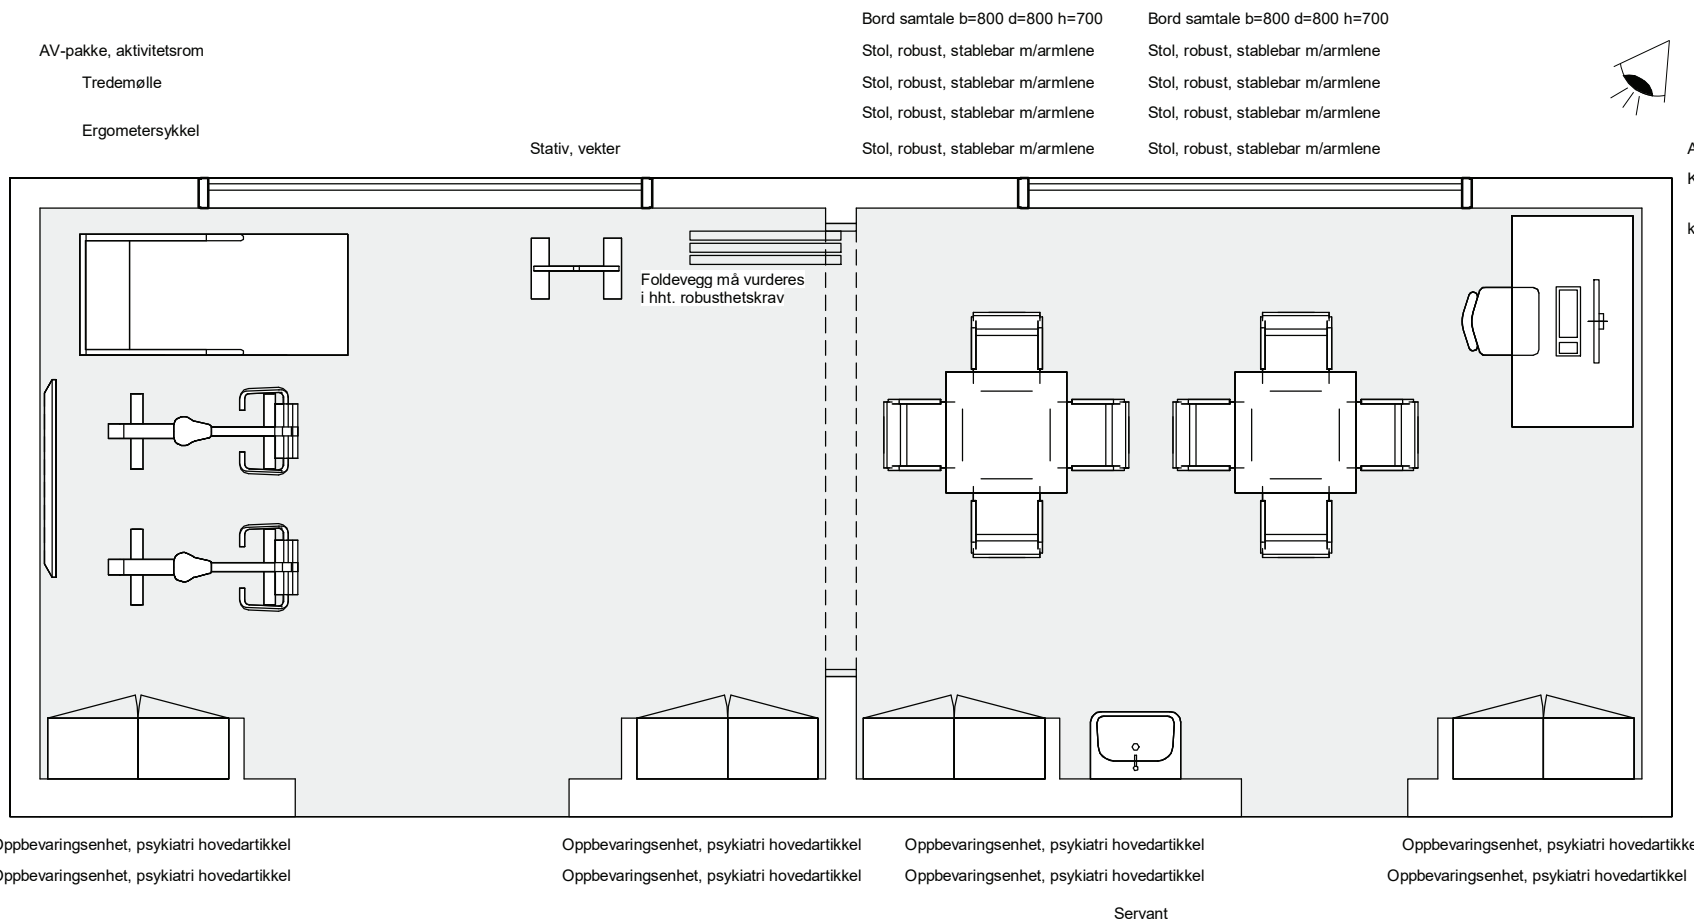 Bord samtale b=800 d=800 h=700
Bord samtale b=800 d=800 h=700
AV-pakke, aktivitetsrom
Stol, robust, stablebar m/armlene
Stol, robust, stablebar m/armlene
Tredemølle
Stol, robust, stablebar m/armlene
Stol, robust, stablebar m/armlene
Stol, robust, stablebar m/armlene
Stol, robust, stablebar m/armlene
Ergometersykkel
Stativ, vekter
Stol, robust, stablebar m/armlene
Stol, robust, stablebar m/armlene
Foldevegg må vurderes
i hht. robusthetskrav
Oppbevaringsenhet, psykiatri hovedartikkel
Oppbevaringsenhet, psykiatri hovedartikkel
Oppbevaringsenhet, psykiatri hovedartikkel
Oppbevaringsenhet, psykiatri hovedartikke
Oppbevaringsenhet, psykiatri hovedartikkel
Oppbevaringsenhet, psykiatri hovedartikkel
Oppbevaringsenhet, psykiatri hovedartikkel
Oppbevaringsenhet, psykiatri hovedartikkel
Servant